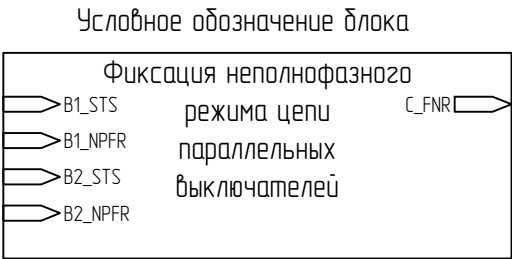 Условное обозначение блока
Фиксация неполнофазного
режима цепи
параллельных
выключателей
B1_STS
B1_NPFR
B2_STS
B2_NPFR
C_FNR